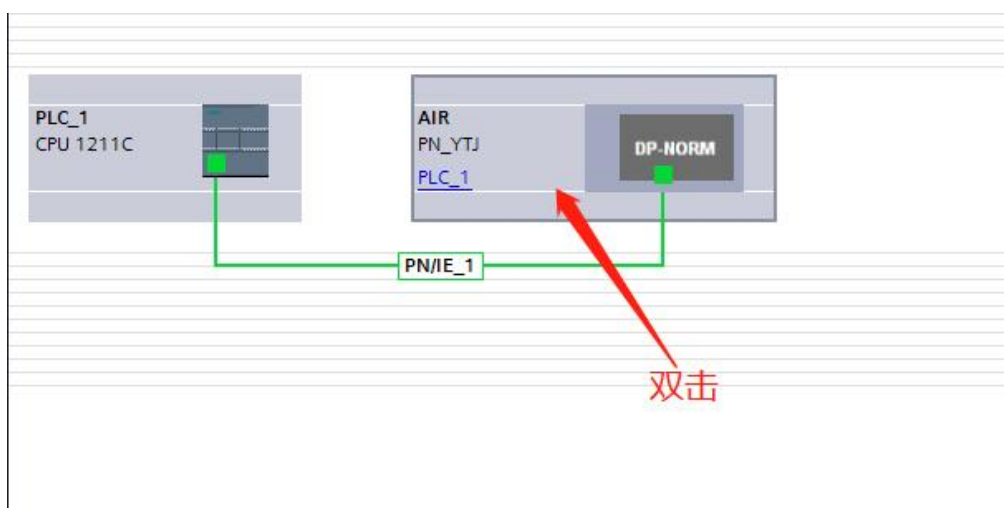 PLC_1
CPU 1211C
AIR
PN_YTJ
PLC_1
DP-NORM
PN/IE_1
双击